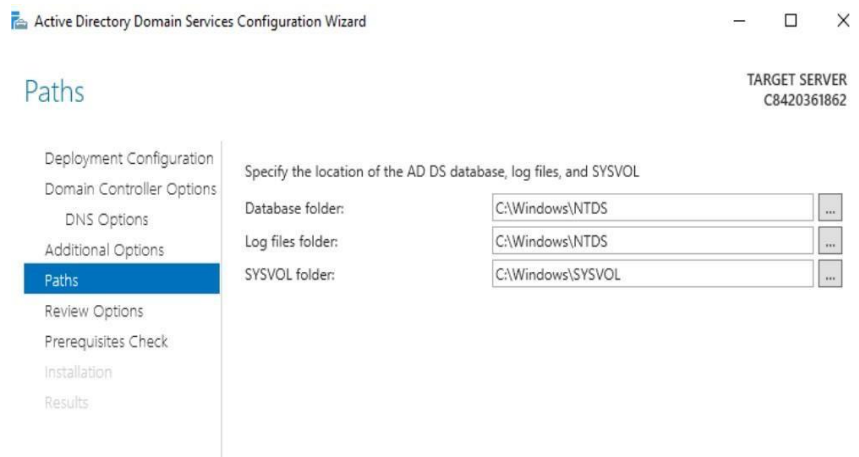 Active Directory Domain Services Configuration Wizard
Paths
TARGET SERVER
C8420361862
Deployment Configuration
Domain Controller Options
DNS Options
Additional Options
Paths
Review Options
Prerequisites Check
Installation
Results
Specify the location of the AD DS database, log files, and SYSVOL
Database folder: C:\Windows\NTDS ...
Log files folder: C:\Windows\NTDS ...
SYSVOL folder: C:\Windows\SYSVOL ...